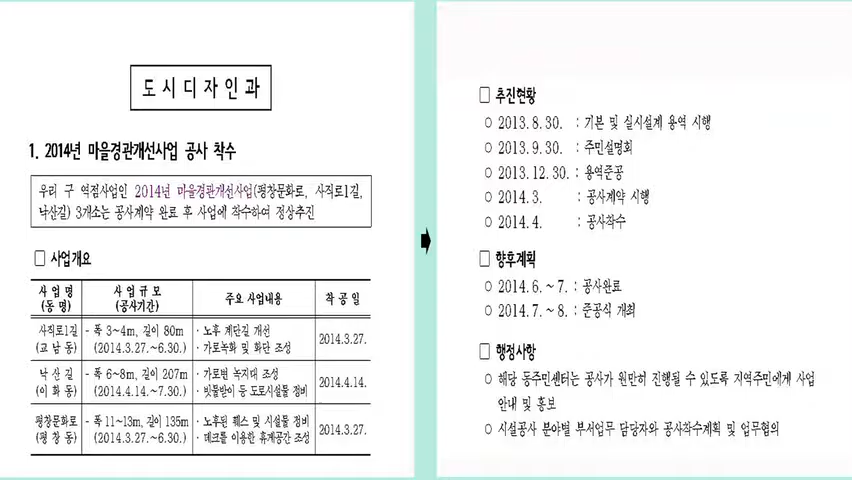 도시디자인과
1. 2014년 마을경관개선사업 공사 착수
우리 구 역점사업인 2014년 마을경관개선사업(평창문화로, 사직로1길,
낙산길) 3개소는 공사계약 완료 후 사업에 착수하여 정상추진
□ 사업개요
사 업 명 사 업 규 모 주요 사업내용 착 공 일
(동 명) (공사기간)
사직로1길 - 폭 3~4m, 길이 80m · 노후 계단길 개선 2014.3.27.
(교 남 동) (2014.3.27.~6.30.) · 가로녹화 및 화단 조성
낙 산 길 - 폭 6~8m, 길이 207m · 가로변 녹지대 조성 2014.4.14.
(이 화 동) (2014.4.14.~7.30.) · 빗물받이 등 도로시설물 정비
평창문화로 - 폭 11~13m, 길이 135m · 노후된 휀스 및 시설물 정비 2014.3.27.
(평 창 동) (2014.3.27.~6.30.) · 데크를 이용한 휴게공간 조성
□ 추진현황
○ 2013.8.30. : 기본 및 실시설계 용역 시행
○ 2013.9.30. : 주민설명회
○ 2013.12.30. : 용역준공
○ 2014.3. : 공사계약 시행
○ 2014.4. : 공사착수
□ 향후계획
○ 2014.6.~7. : 공사완료
○ 2014.7.~8. : 준공식 개최
□ 행정사항
○ 해당 동주민센터는 공사가 원만히 진행될 수 있도록 지역주민에게 사업
안내 및 홍보
○ 시설공사 분야별 부서업무 담당자와 공사착수계획 및 업무협의